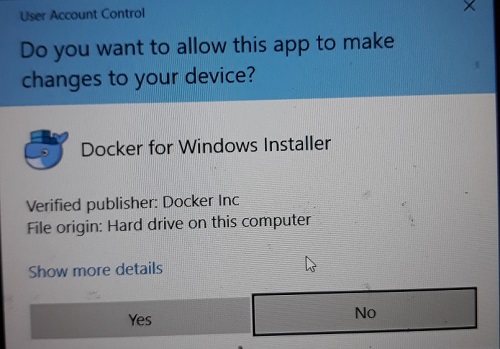 User Account Control
Do you want to allow this app to make
changes to your device?
Docker for Windows Installer
Verified publisher: Docker Inc
File origin: Hard drive on this computer
Show more details
Yes
No